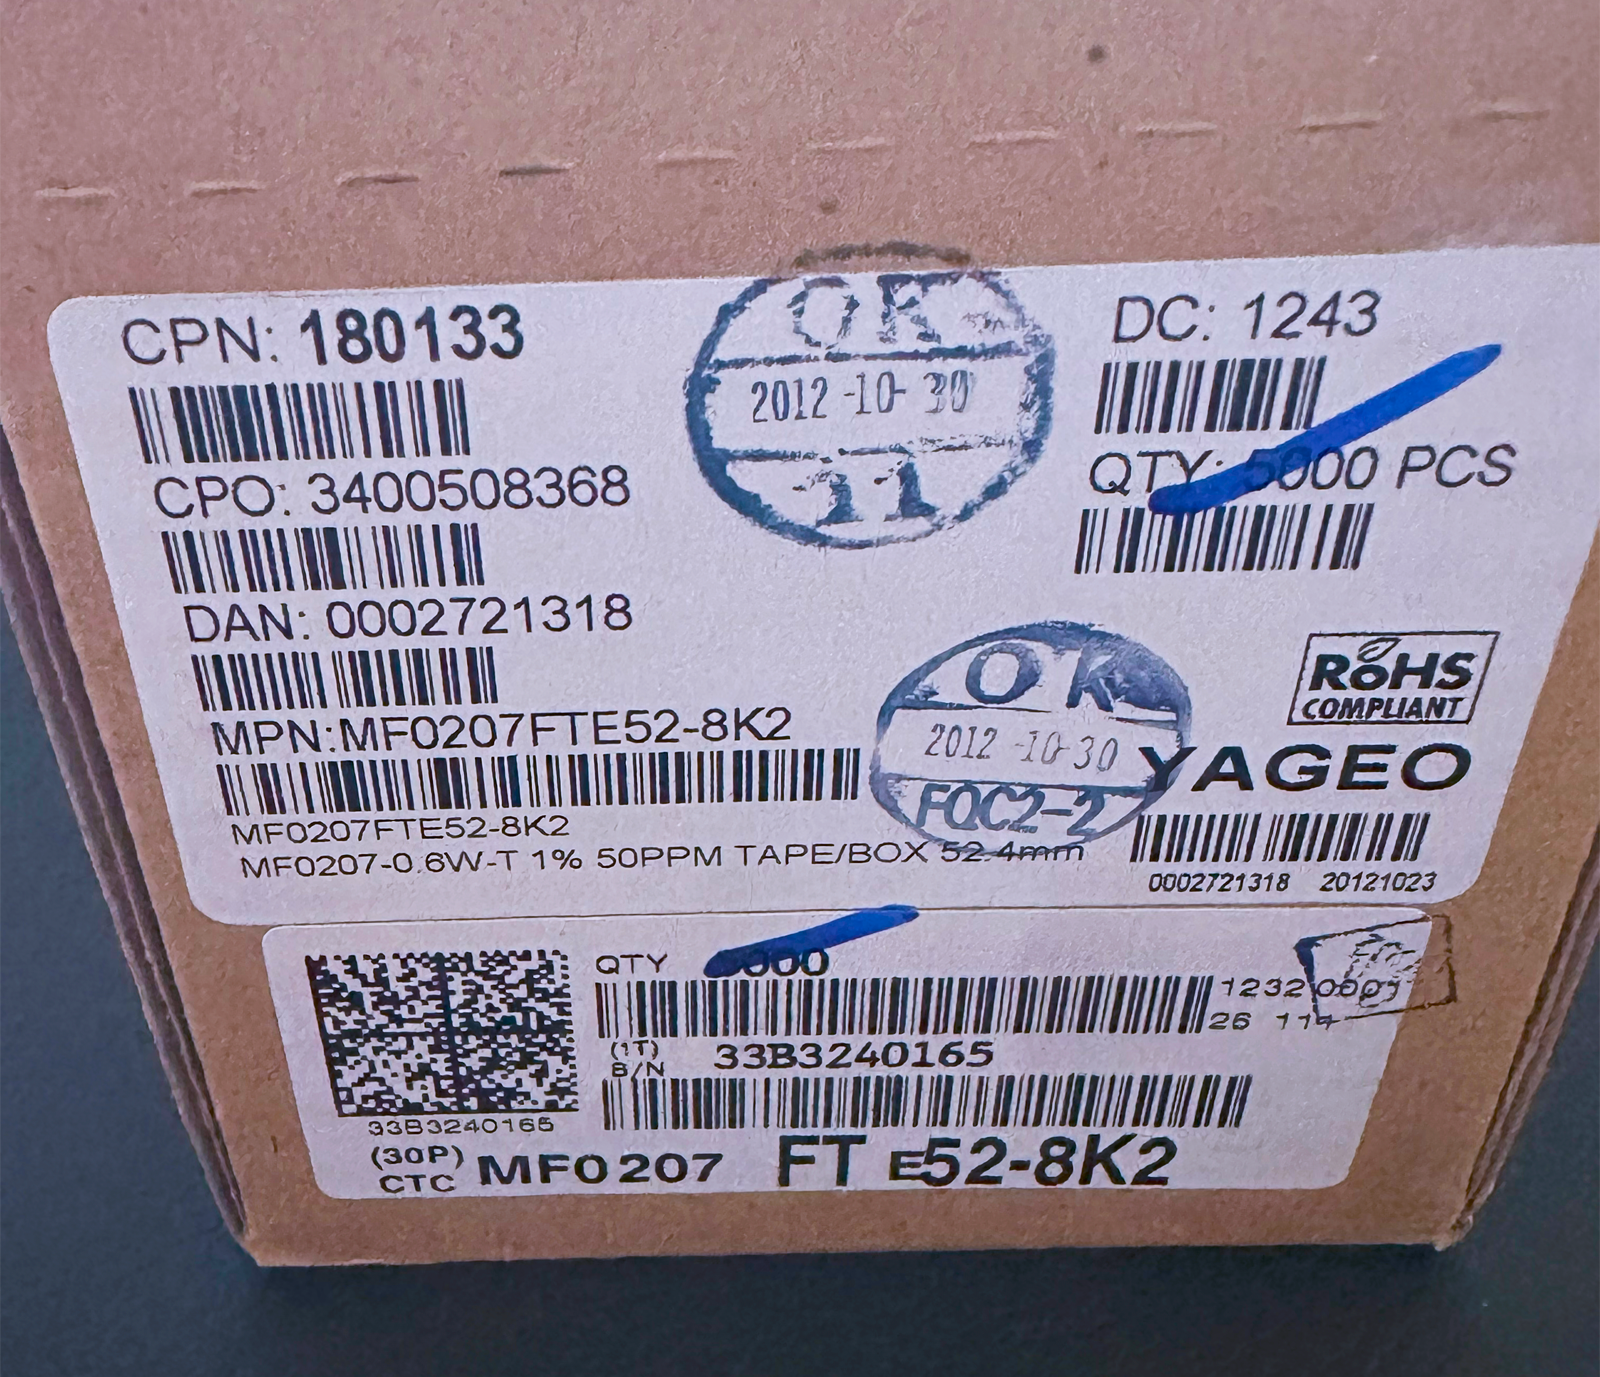 CPN: 180133
CPO: 3400508368
DAN: 0002721318
MPN:MF0207FTE52-8K2
MF0207FTE52-8K2
MF0207-0.6W-T 1% 50PPM TAPE/BOX 52.4mm
OK
2012-10-30
11
DC: 1243
QTY: 5000 PCS
OK
2012-10-30
FQC2-2
RoHS
COMPLIANT
YAGEO
0002721318 20121023
QTY 5000
(1T)
B/N 33B3240165
33B3240165
(30P)
CTC MF0207 FT E52-8K2
26